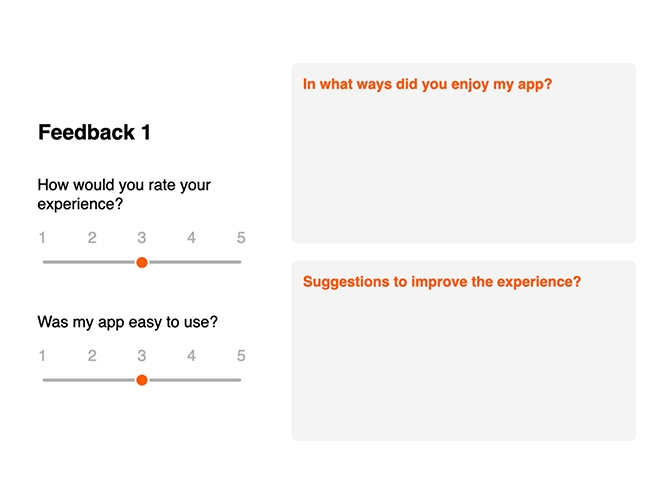 Feedback 1
How would you rate your
experience?
1 2 3 4 5
Was my app easy to use?
1 2 3 4 5
In what ways did you enjoy my app?
Suggestions to improve the experience?